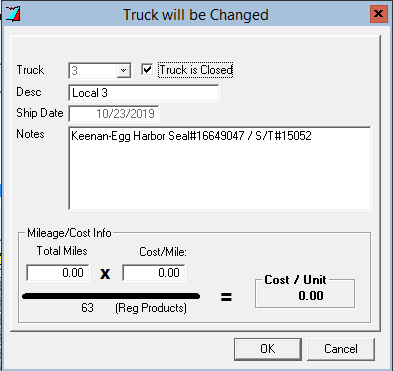 Truck will be Changed
Truck 3 Truck is Closed
Desc Local 3
Ship Date 10/23/2019
Notes Keenan-Egg Harbor Seal#16649047 / S/T#15052
Mileage/Cost Info
Total Miles Cost/Mile:
0.00 x 0.00
Cost / Unit
= 0.00
63 (Reg Products)
OK Cancel